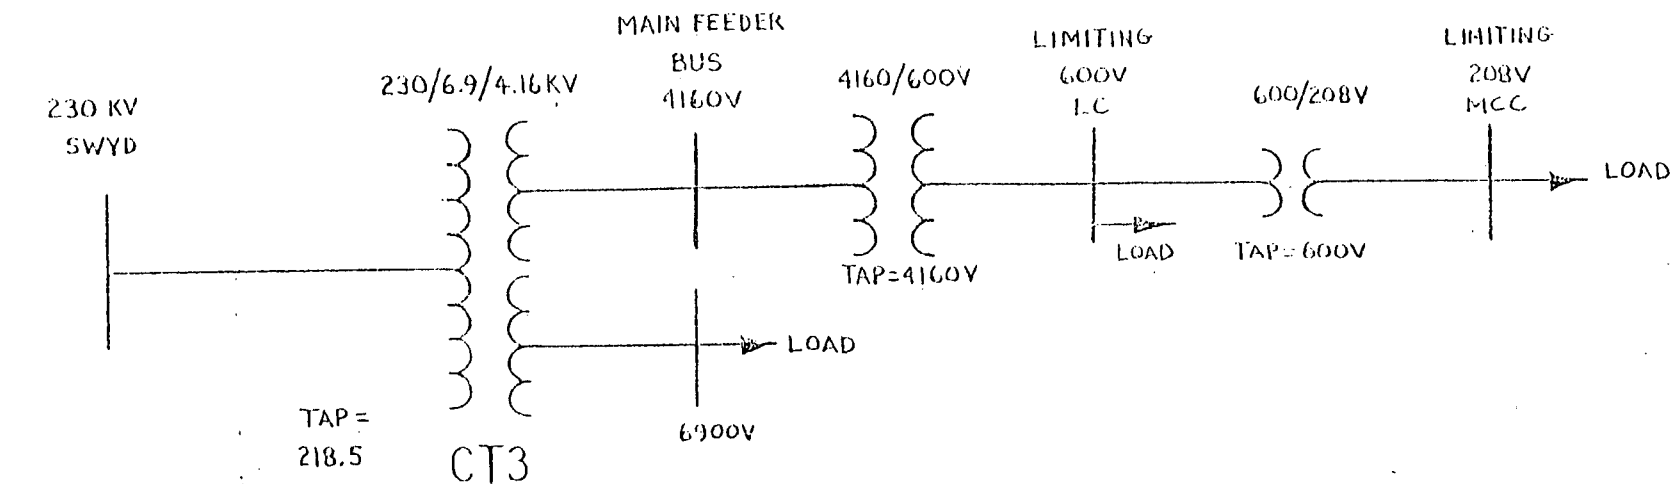 MAIN FEEDER
BUS
4160V
230/6.9/4.16KV
230 KV
SWYD
4160/600V
LIMITING
600V
LC
600/208V
LIMITING
208V
MCC
LOAD
LOAD
TAP=600V
TAP=4160V
LOAD
6900V
TAP=
218.5
CT3